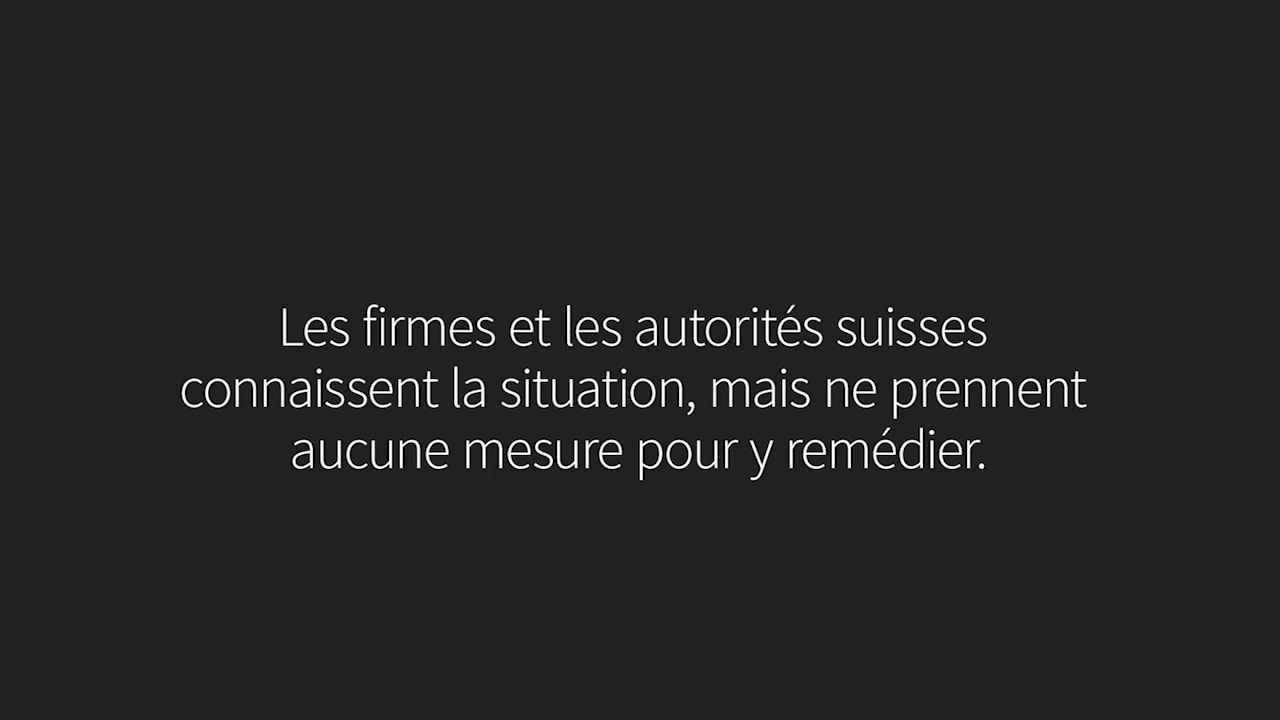 Les firmes et les autorités suisses
connaissent la situation, mais ne prennent
aucune mesure pour y remédier.